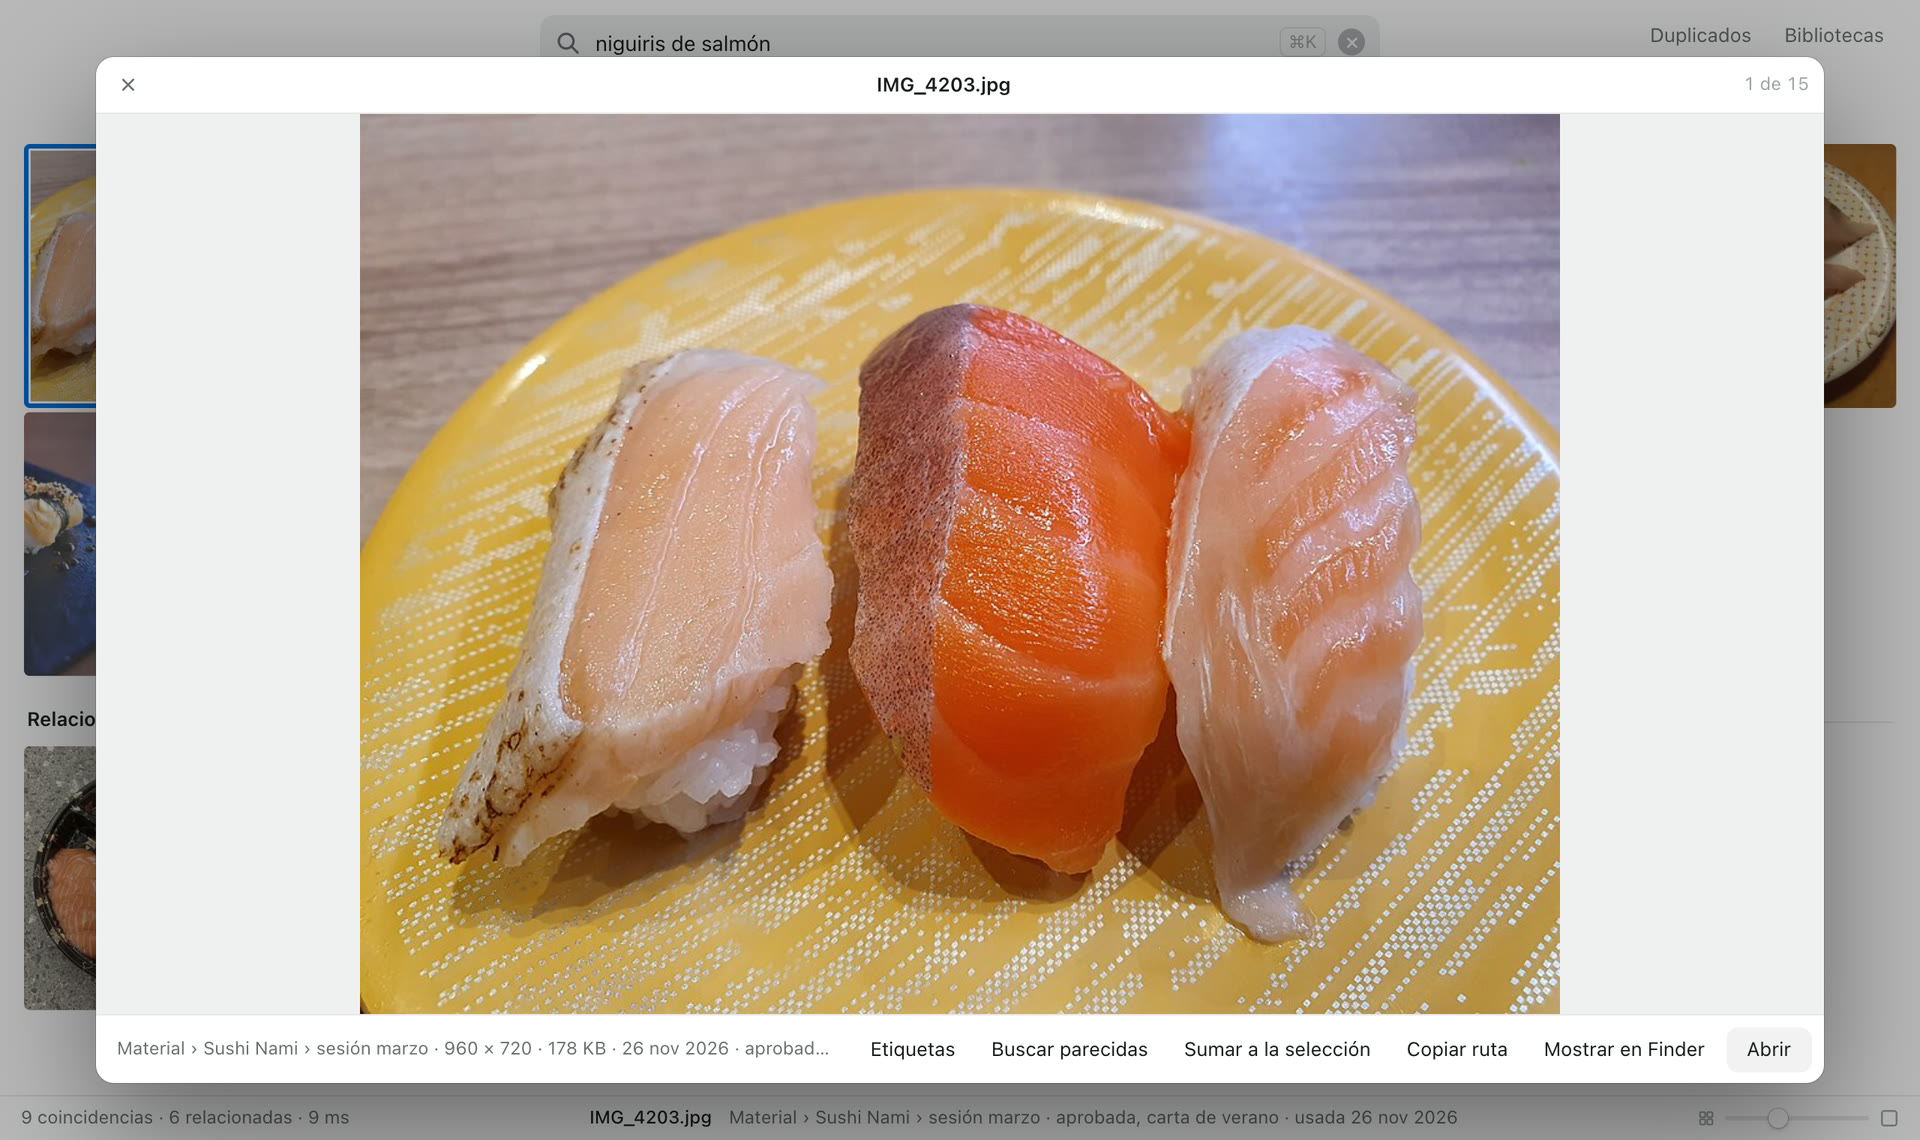 niguiris de salmón
⌘K
Duplicados
Bibliotecas
IMG_4203.jpg
1 de 15
Relacio
Material › Sushi Nami › sesión marzo · 960 × 720 · 178 KB · 26 nov 2026 · aprobad...
Etiquetas
Buscar parecidas
Sumar a la selección
Copiar ruta
Mostrar en Finder
Abrir
9 coincidencias · 6 relacionadas · 9 ms
IMG_4203.jpg Material › Sushi Nami › sesión marzo · aprobada, carta de verano · usada 26 nov 2026